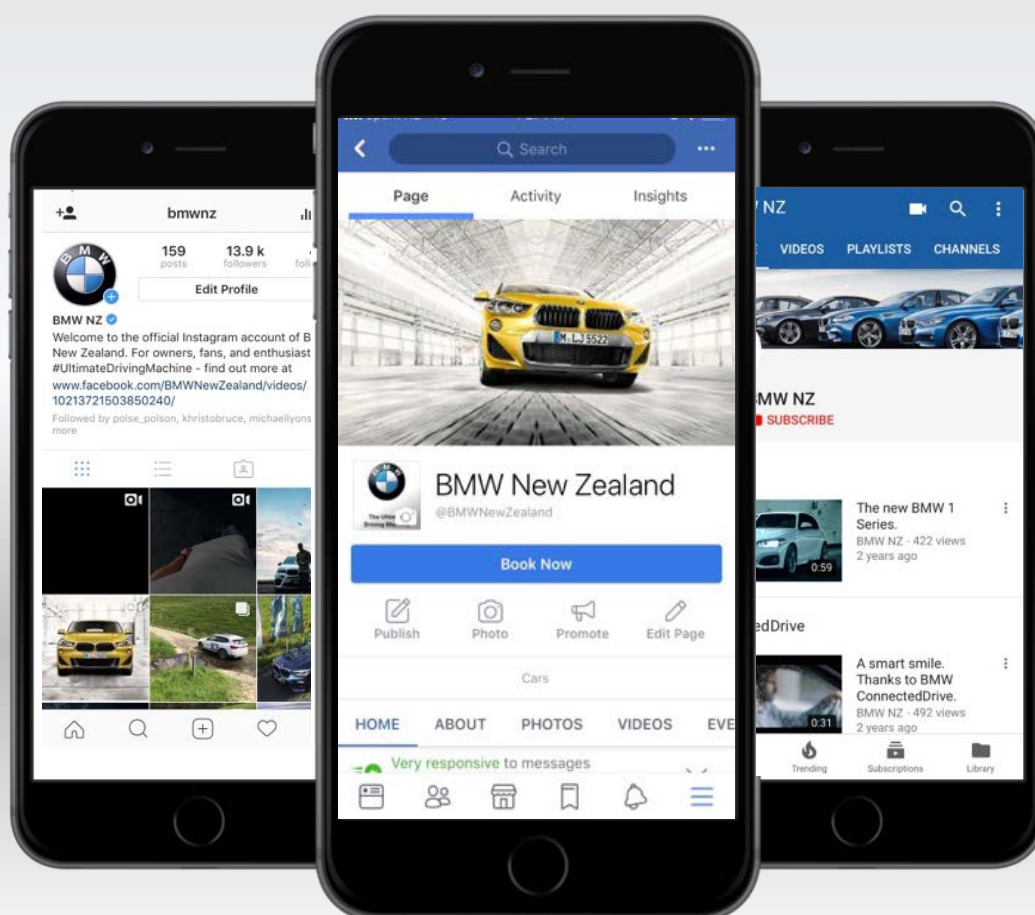 bmwnz
159
13.9 k
posts
followers
Edit Profile
BMW NZ
Welcome to the official Instagram account of B
New Zealand. For owners, fans, and enthusiast
#UltimateDrivingMachine - find out more at
www.facebook.com/BMWNewZealand/videos/
10213721503850240/
Followed by polse_polson, khristobruce, michaellyons
more
Search
Page
Activity
Insights
M·LJ 5522
BMW New Zealand
@BMWNewZealand
Book Now
Publish
Photo
Promote
Edit Page
Cars
HOME
ABOUT
PHOTOS
VIDEOS
EVE
Very responsive to messages
NZ
VIDEOS
PLAYLISTS
CHANNELS
BMW NZ
SUBSCRIBE
The new BMW 1
Series.
BMW NZ · 422 views
2 years ago
0:59
edDrive
A smart smile.
Thanks to BMW
ConnectedDrive.
BMW NZ · 492 views
2 years ago
0:31
Trending
Subscriptions
Library